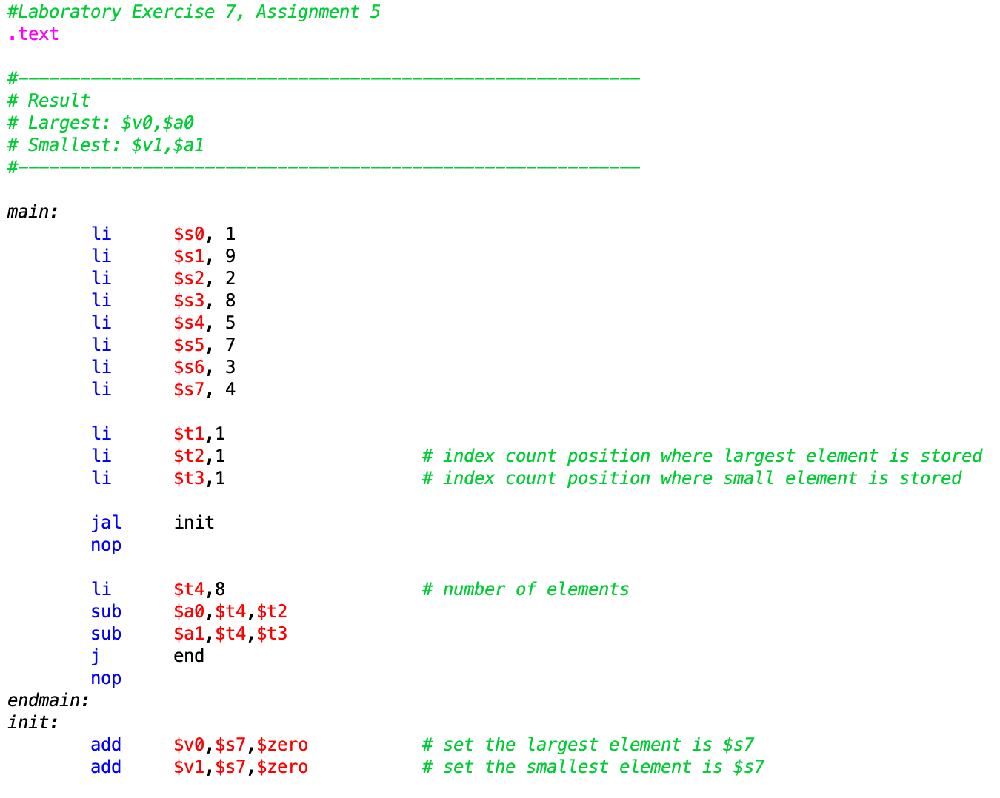 #Laboratory Exercise 7, Assignment 5
.text
#------------------------------------------------------------
# Result
# Largest: $v0,$a0
# Smallest: $v1,$a1
#------------------------------------------------------------
main:
li $s0, 1
li $s1, 9
li $s2, 2
li $s3, 8
li $s4, 5
li $s5, 7
li $s6, 3
li $s7, 4
li $t1,1
li $t2,1 # index count position where largest element is stored
li $t3,1 # index count position where small element is stored
jal init
nop
li $t4,8 # number of elements
sub $a0,$t4,$t2
sub $a1,$t4,$t3
j end
nop
endmain:
init:
add $v0,$s7,$zero # set the largest element is $s7
add $v1,$s7,$zero # set the smallest element is $s7